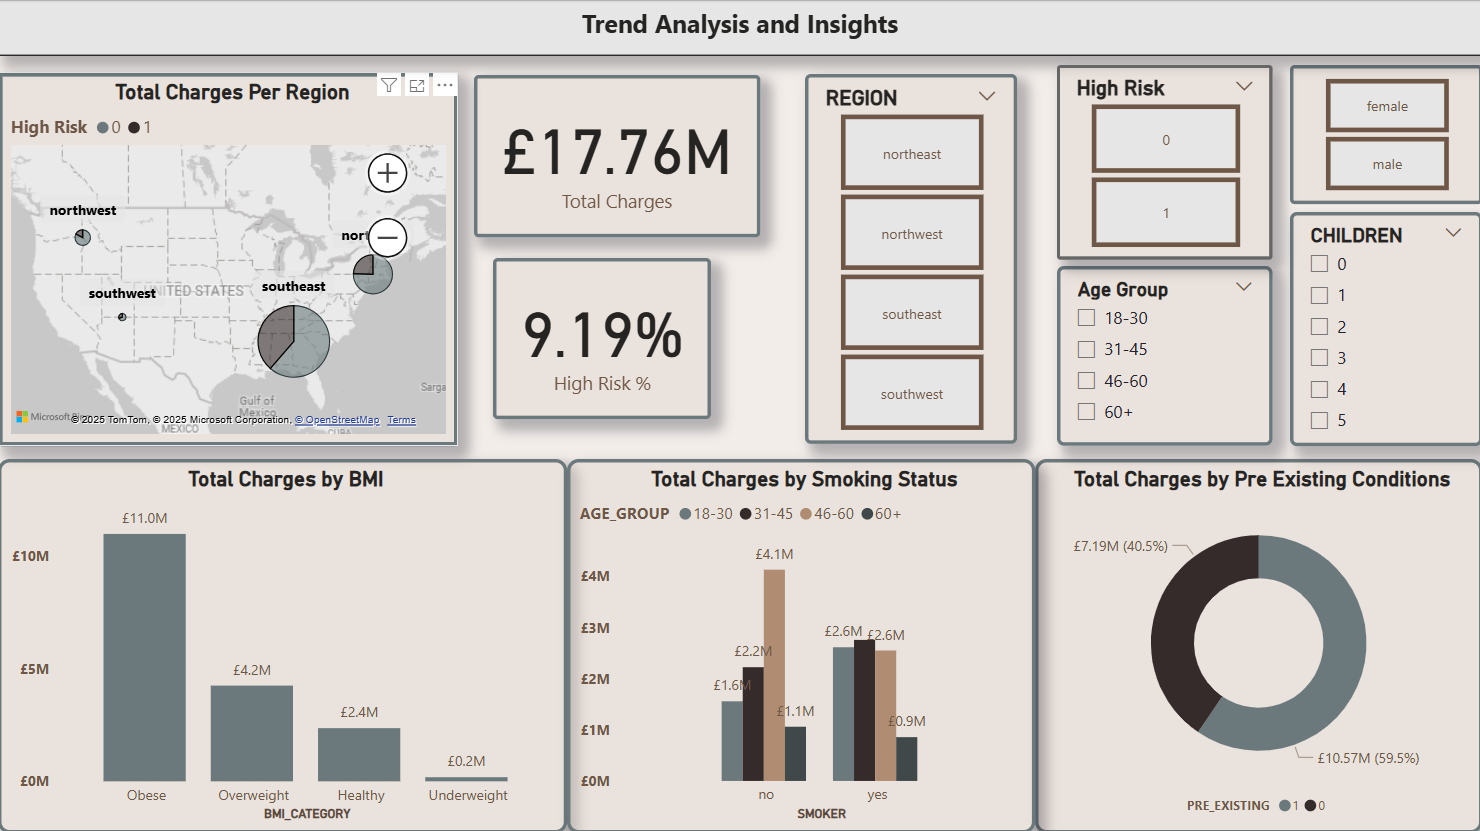 Trend Analysis and Insights
Total Charges Per Region
High Risk 0 1
northwest
nor
southwest
southeast
UNITED STATES
Gulf of
Mexico
MEXICO
CUBA
© 2025 TomTom, © 2025 Microsoft Corporation, © OpenStreetMap Terms
£17.76M
Total Charges
9.19%
High Risk %
REGION
northeast
northwest
southeast
southwest
High Risk
0
1
Age Group
18-30
31-45
46-60
60+
female
male
CHILDREN
0
1
2
3
4
5
Total Charges by BMI
£10M
£5M
£0M
£11.0M
£4.2M
£2.4M
£0.2M
Obese Overweight Healthy Underweight
BMI_CATEGORY
Total Charges by Smoking Status
AGE_GROUP 18-30 31-45 46-60 60+
£4M
£3M
£2M
£1M
£0M
£1.6M
£2.2M
£4.1M
£1.1M
£2.6M
£2.6M
£0.9M
no yes
SMOKER
Total Charges by Pre Existing Conditions
£7.19M (40.5%)
£10.57M (59.5%)
PRE_EXISTING 1 0